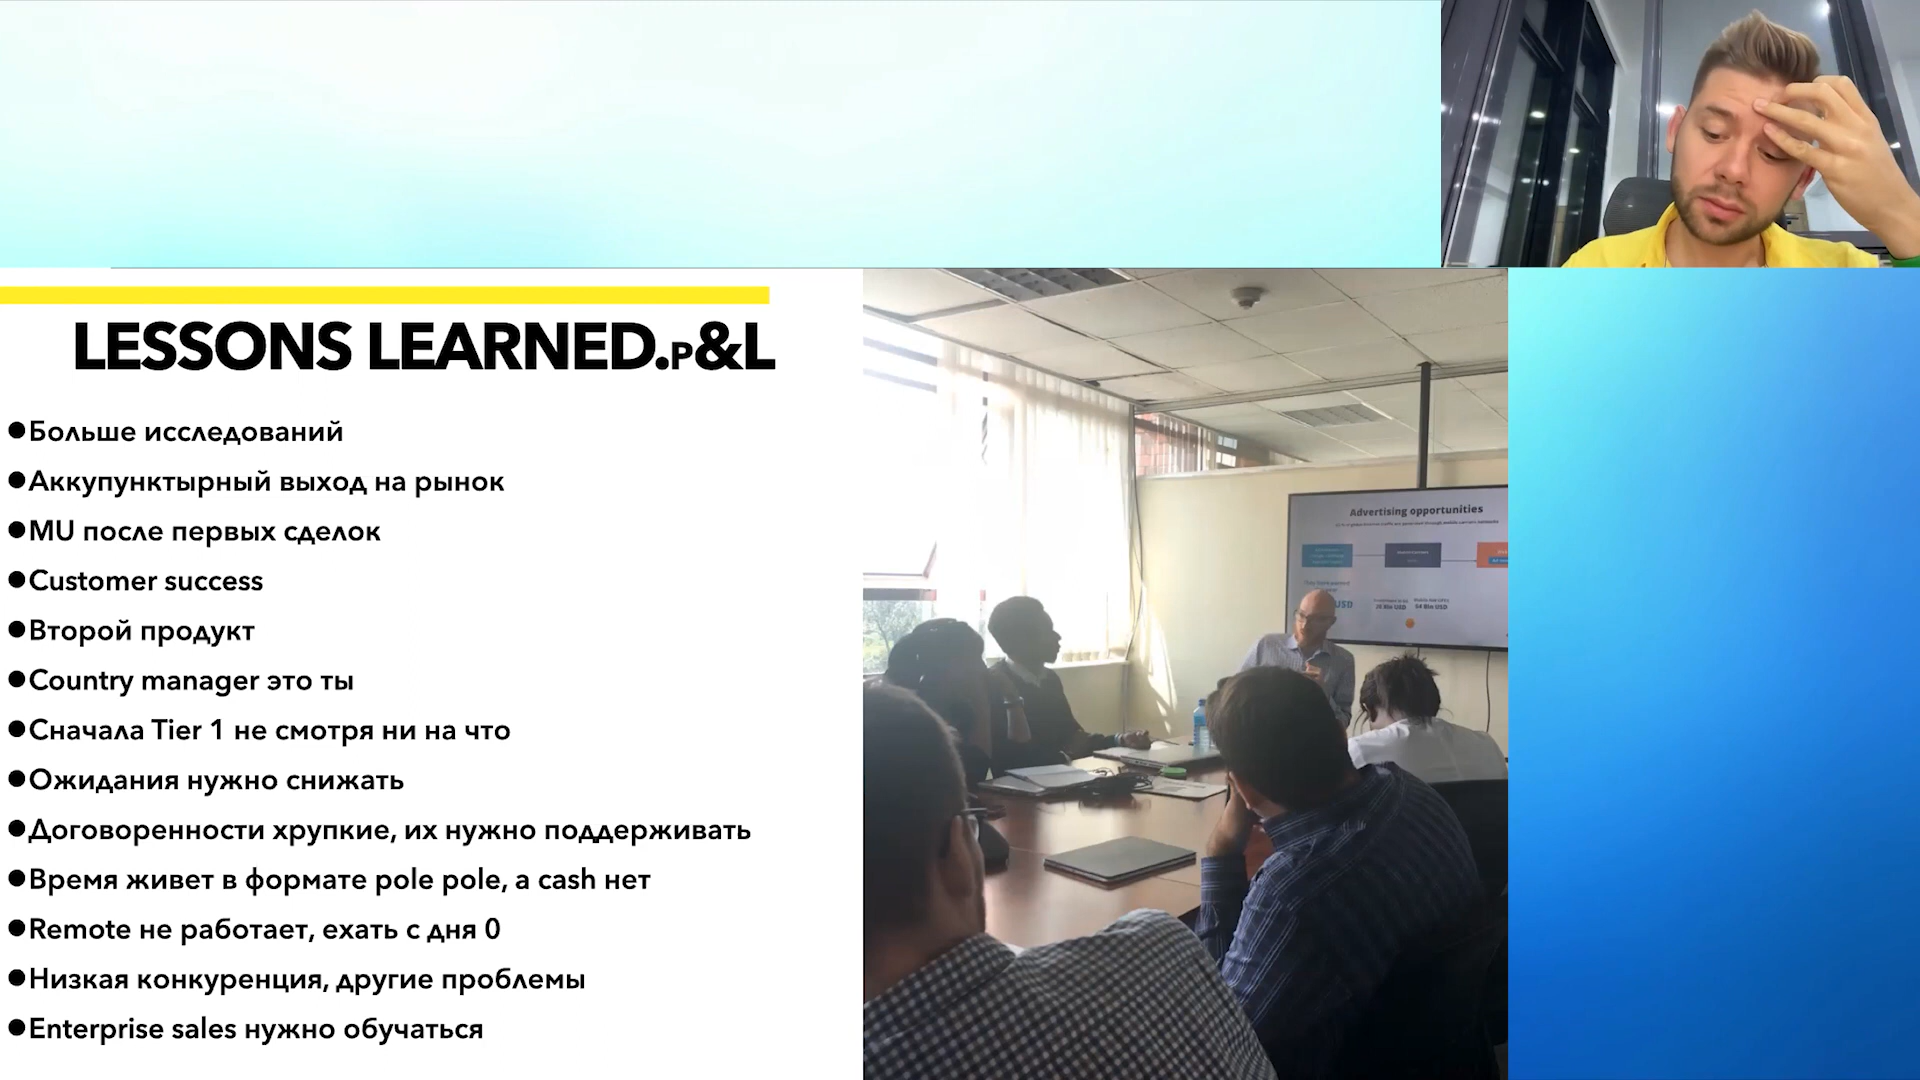 LESSONS LEARNED.P&L
●Больше исследований
●Аккупунктырный выход на рынок
●MU после первых сделок
●Customer success
●Второй продукт
●Country manager это ты
●Сначала Tier 1 не смотря ни на что
●Ожидания нужно снижать
●Договоренности хрупкие, их нужно поддерживать
●Время живет в формате pole pole, а cash нет
●Remote не работает, ехать с дня 0
●Низкая конкуренция, другие проблемы
●Enterprise sales нужно обучаться
Advertising opportunities
USD